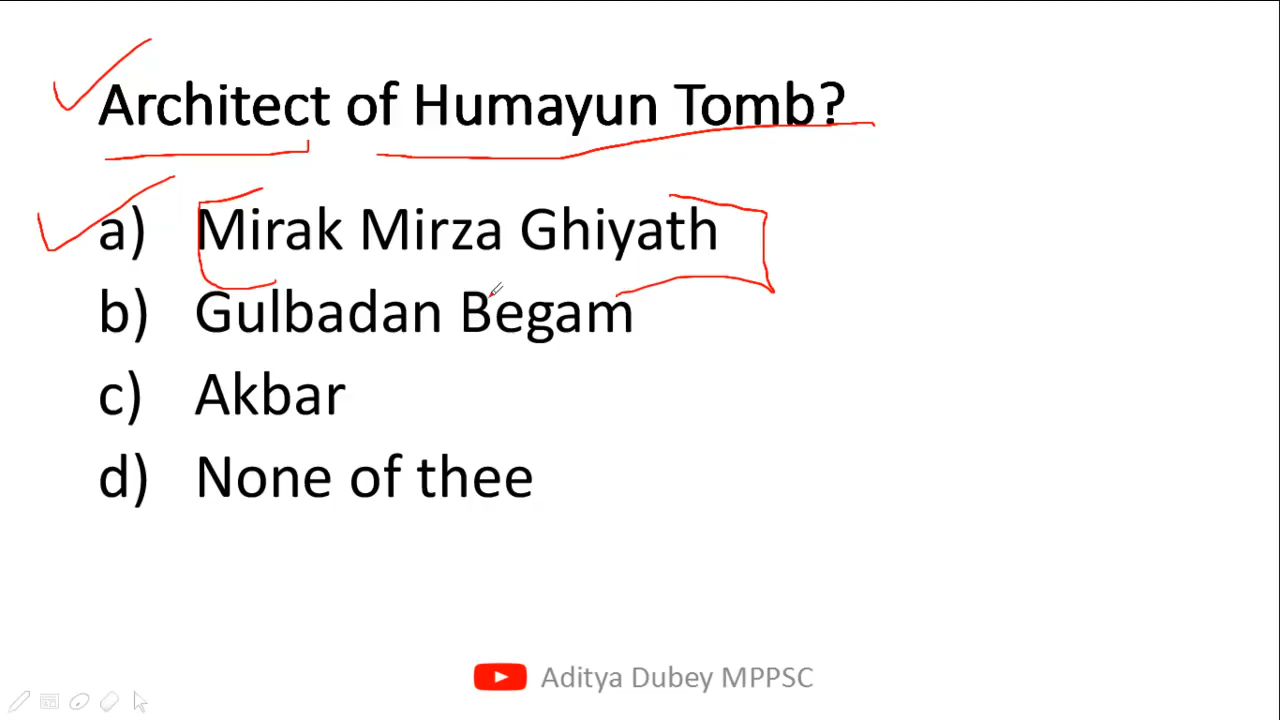 Architect of Humayun Tomb?
a) Mirak Mirza Ghiyath
b) Gulbadan Begam
c) Akbar
d) None of thee
Aditya Dubey MPPSC